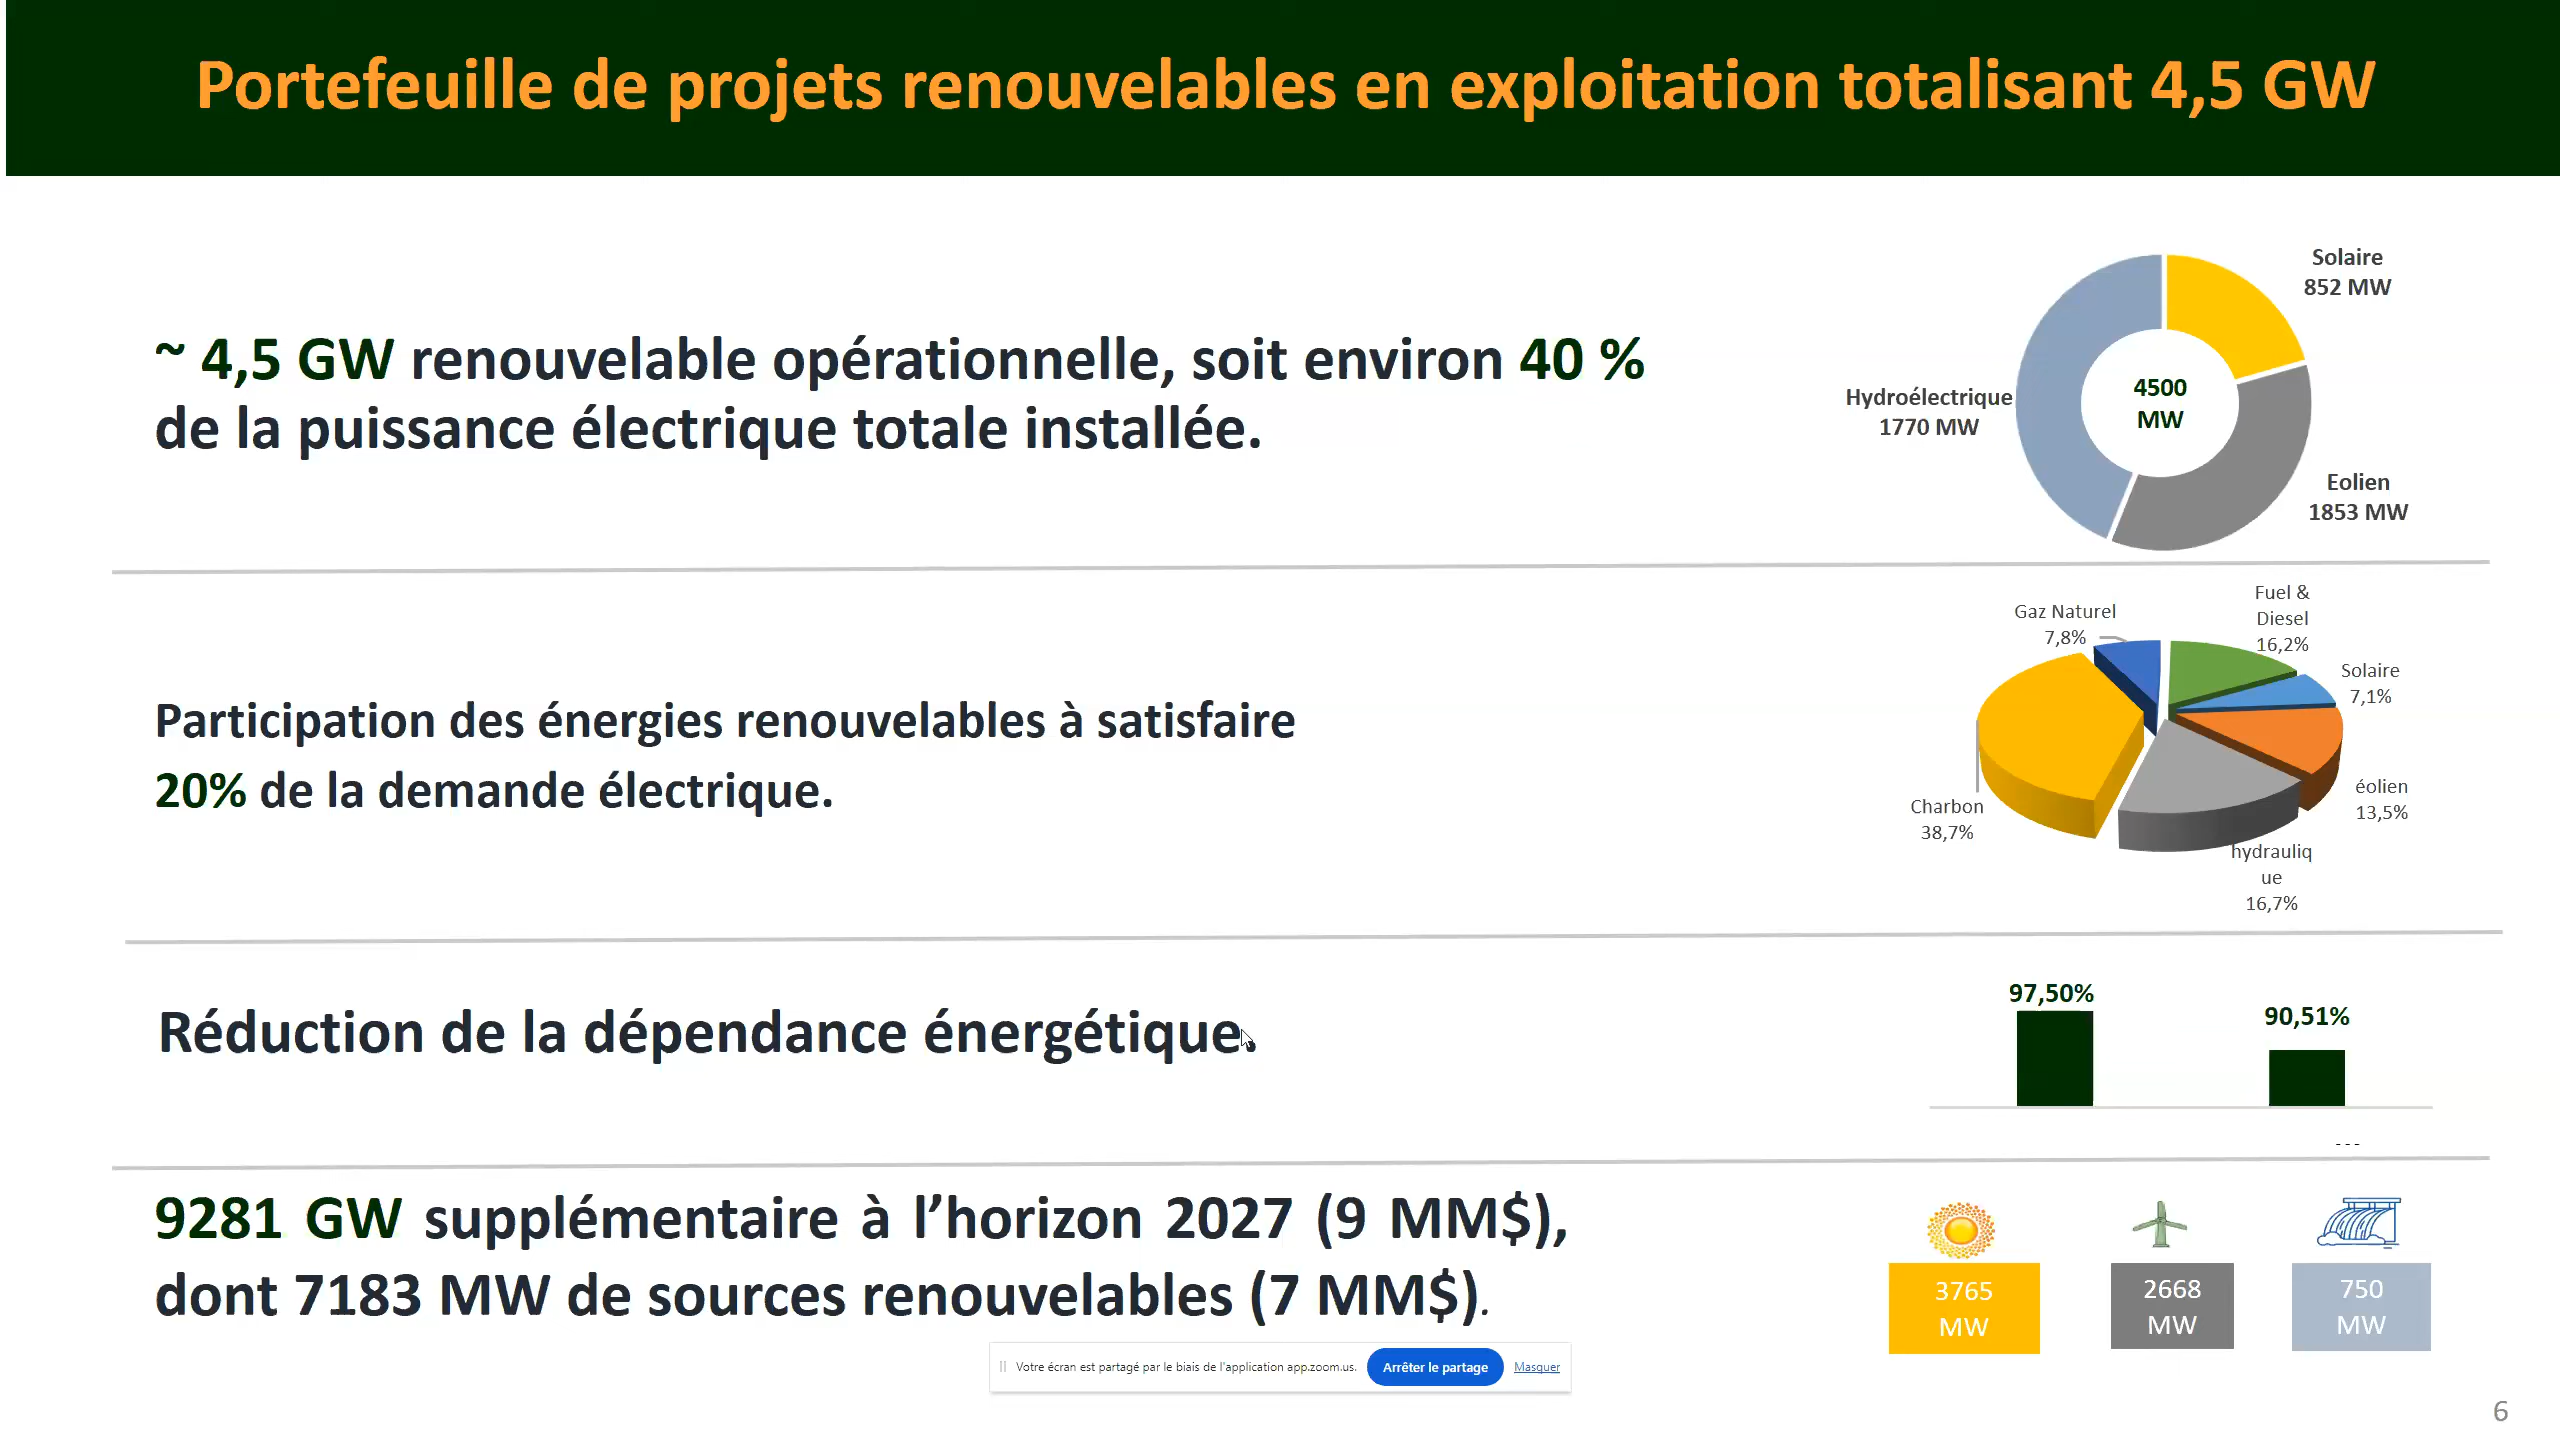 Portefeuille de projets renouvelables en exploitation totalisant 4,5 GW
~ 4,5 GW renouvelable opérationnelle, soit environ 40 %
de la puissance électrique totale installée.
Solaire
852 MW
Hydroélectrique
1770 MW
4500
MW
Eolien
1853 MW
Participation des énergies renouvelables à satisfaire
20% de la demande électrique.
Gaz Naturel
7,8%
Fuel &
Diesel
16,2%
Solaire
7,1%
éolien
13,5%
Charbon
38,7%
hydrauliq
ue
16,7%
Réduction de la dépendance énergétique.
97,50%
90,51%
9281 GW supplémentaire à l’horizon 2027 (9 MM$),
dont 7183 MW de sources renouvelables (7 MM$).
3765
MW
2668
MW
750
MW
Votre écran est partagé par le biais de l'application app.zoom.us. Arrêter le partage Masquer
6